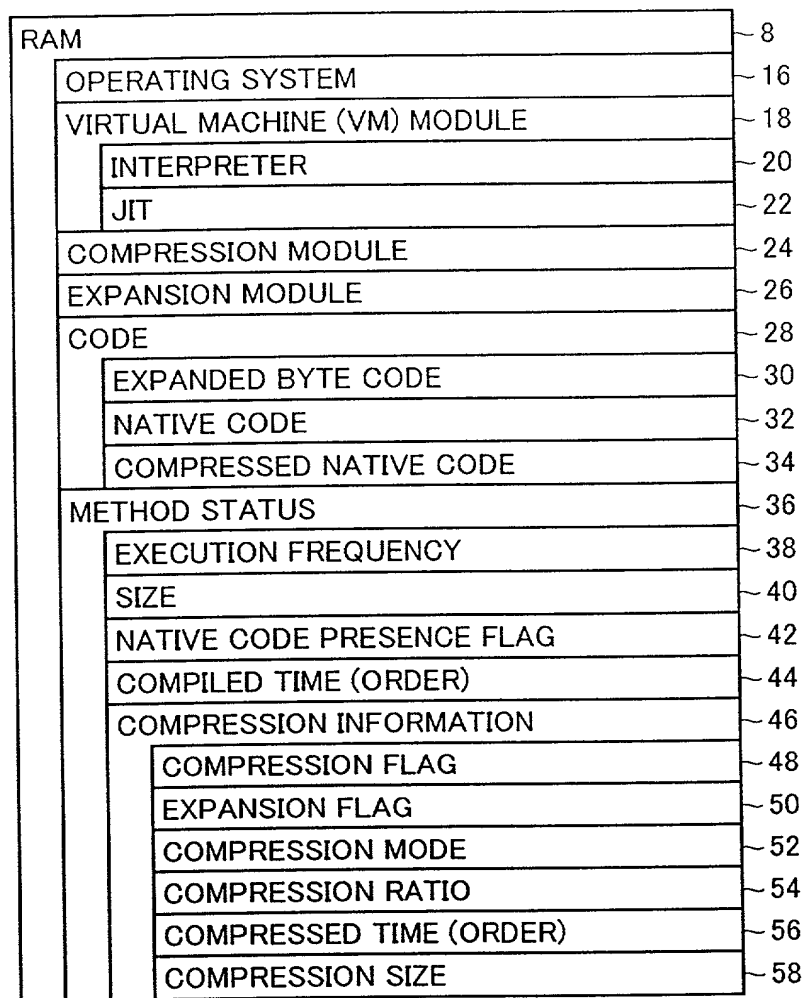 RAM ~8
OPERATING SYSTEM ~16
VIRTUAL MACHINE (VM) MODULE ~18
INTERPRETER ~20
JIT ~22
COMPRESSION MODULE ~24
EXPANSION MODULE ~26
CODE ~28
EXPANDED BYTE CODE ~30
NATIVE CODE ~32
COMPRESSED NATIVE CODE ~34
METHOD STATUS ~36
EXECUTION FREQUENCY ~38
SIZE ~40
NATIVE CODE PRESENCE FLAG ~42
COMPILED TIME (ORDER) ~44
COMPRESSION INFORMATION ~46
COMPRESSION FLAG ~48
EXPANSION FLAG ~50
COMPRESSION MODE ~52
COMPRESSION RATIO ~54
COMPRESSED TIME (ORDER) ~56
COMPRESSION SIZE ~58